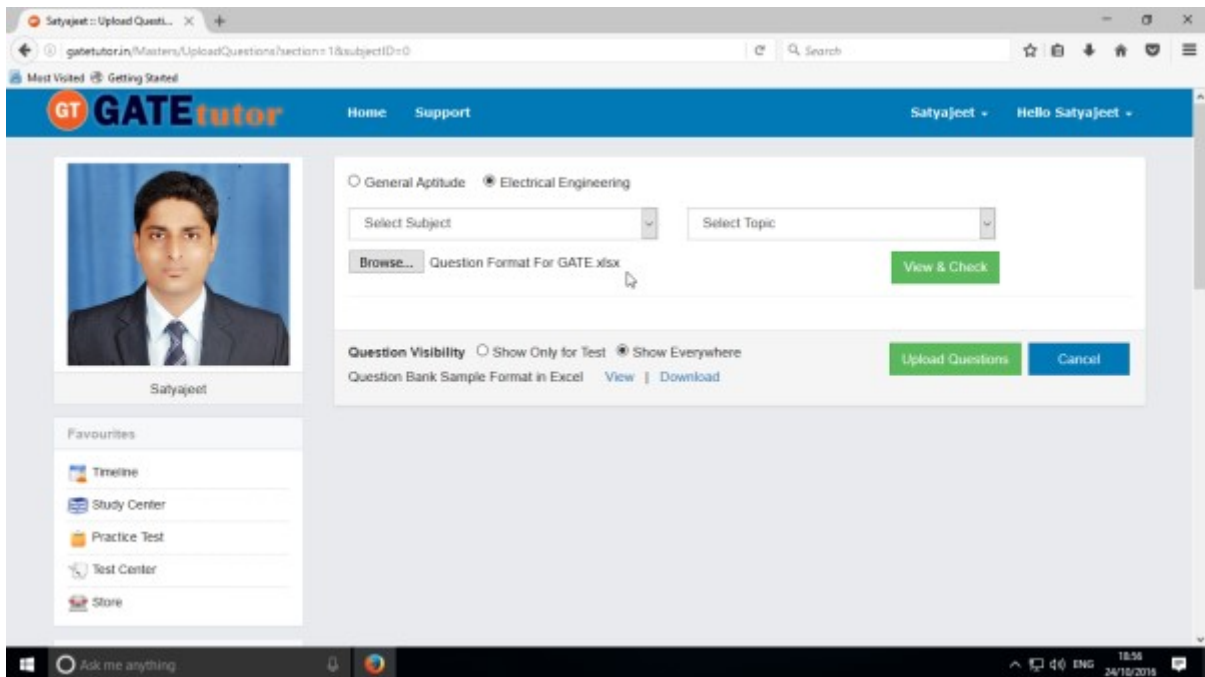 Satyajeet :: Upload Questi...
gatetutor.in/Masters/UploadQuestions?section=1&subjectID=0
Search
Most Visited Getting Started
GT GATEtutor Home Support Satyajeet Hello Satyajeet
General Aptitude Electrical Engineering
Select Subject Select Topic
Browse... Question Format For GATE.xlsx View & Check
Question Visibility Show Only for Test Show Everywhere Upload Questions Cancel
Question Bank Sample Format in Excel View | Download
Satyajeet
Favourites
Timeline
Study Center
Practice Test
Test Center
Store
Ask me anything
ENG 18:56
24/10/2016